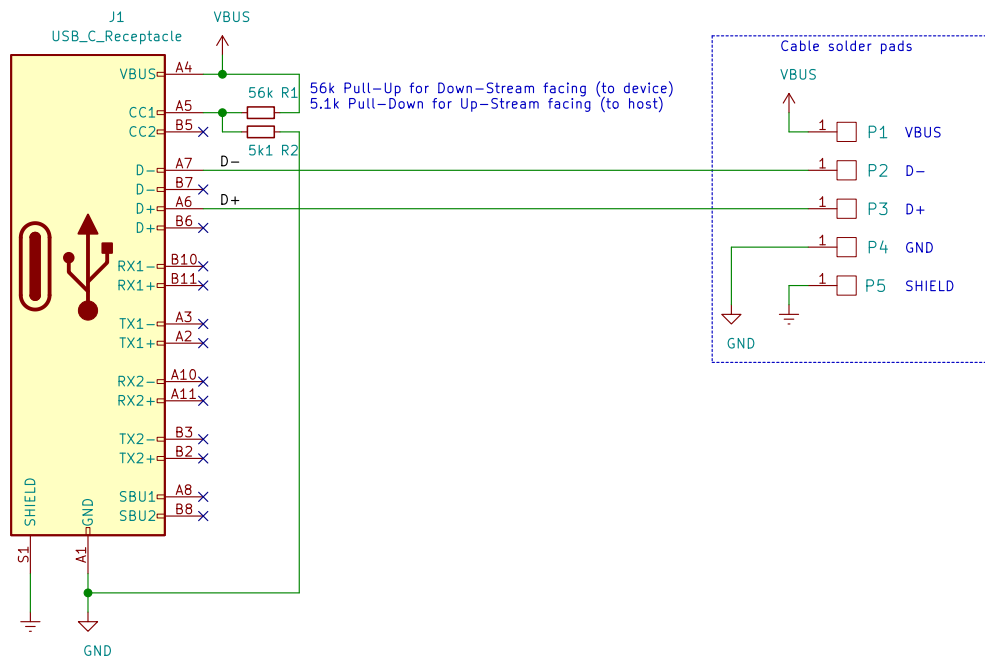 J1
USB_C_Receptacle
VBUS
VBUS
A4
CC1
A5
CC2
B5
D-
A7
D-
B7
D+
A6
D+
B6
RX1-
B10
RX1+
B11
TX1-
A3
TX1+
A2
RX2-
A10
RX2+
A11
TX2-
B3
TX2+
B2
SBU1
A8
SBU2
B8
SHIELD
GND
S1
A1
GND
56k R1
5k1 R2
56k Pull-Up for Down-Stream facing (to device)
5.1k Pull-Down for Up-Stream facing (to host)
D-
D+
Cable solder pads
VBUS
1 P1 VBUS
1 P2 D-
1 P3 D+
1 P4 GND
1 P5 SHIELD
GND